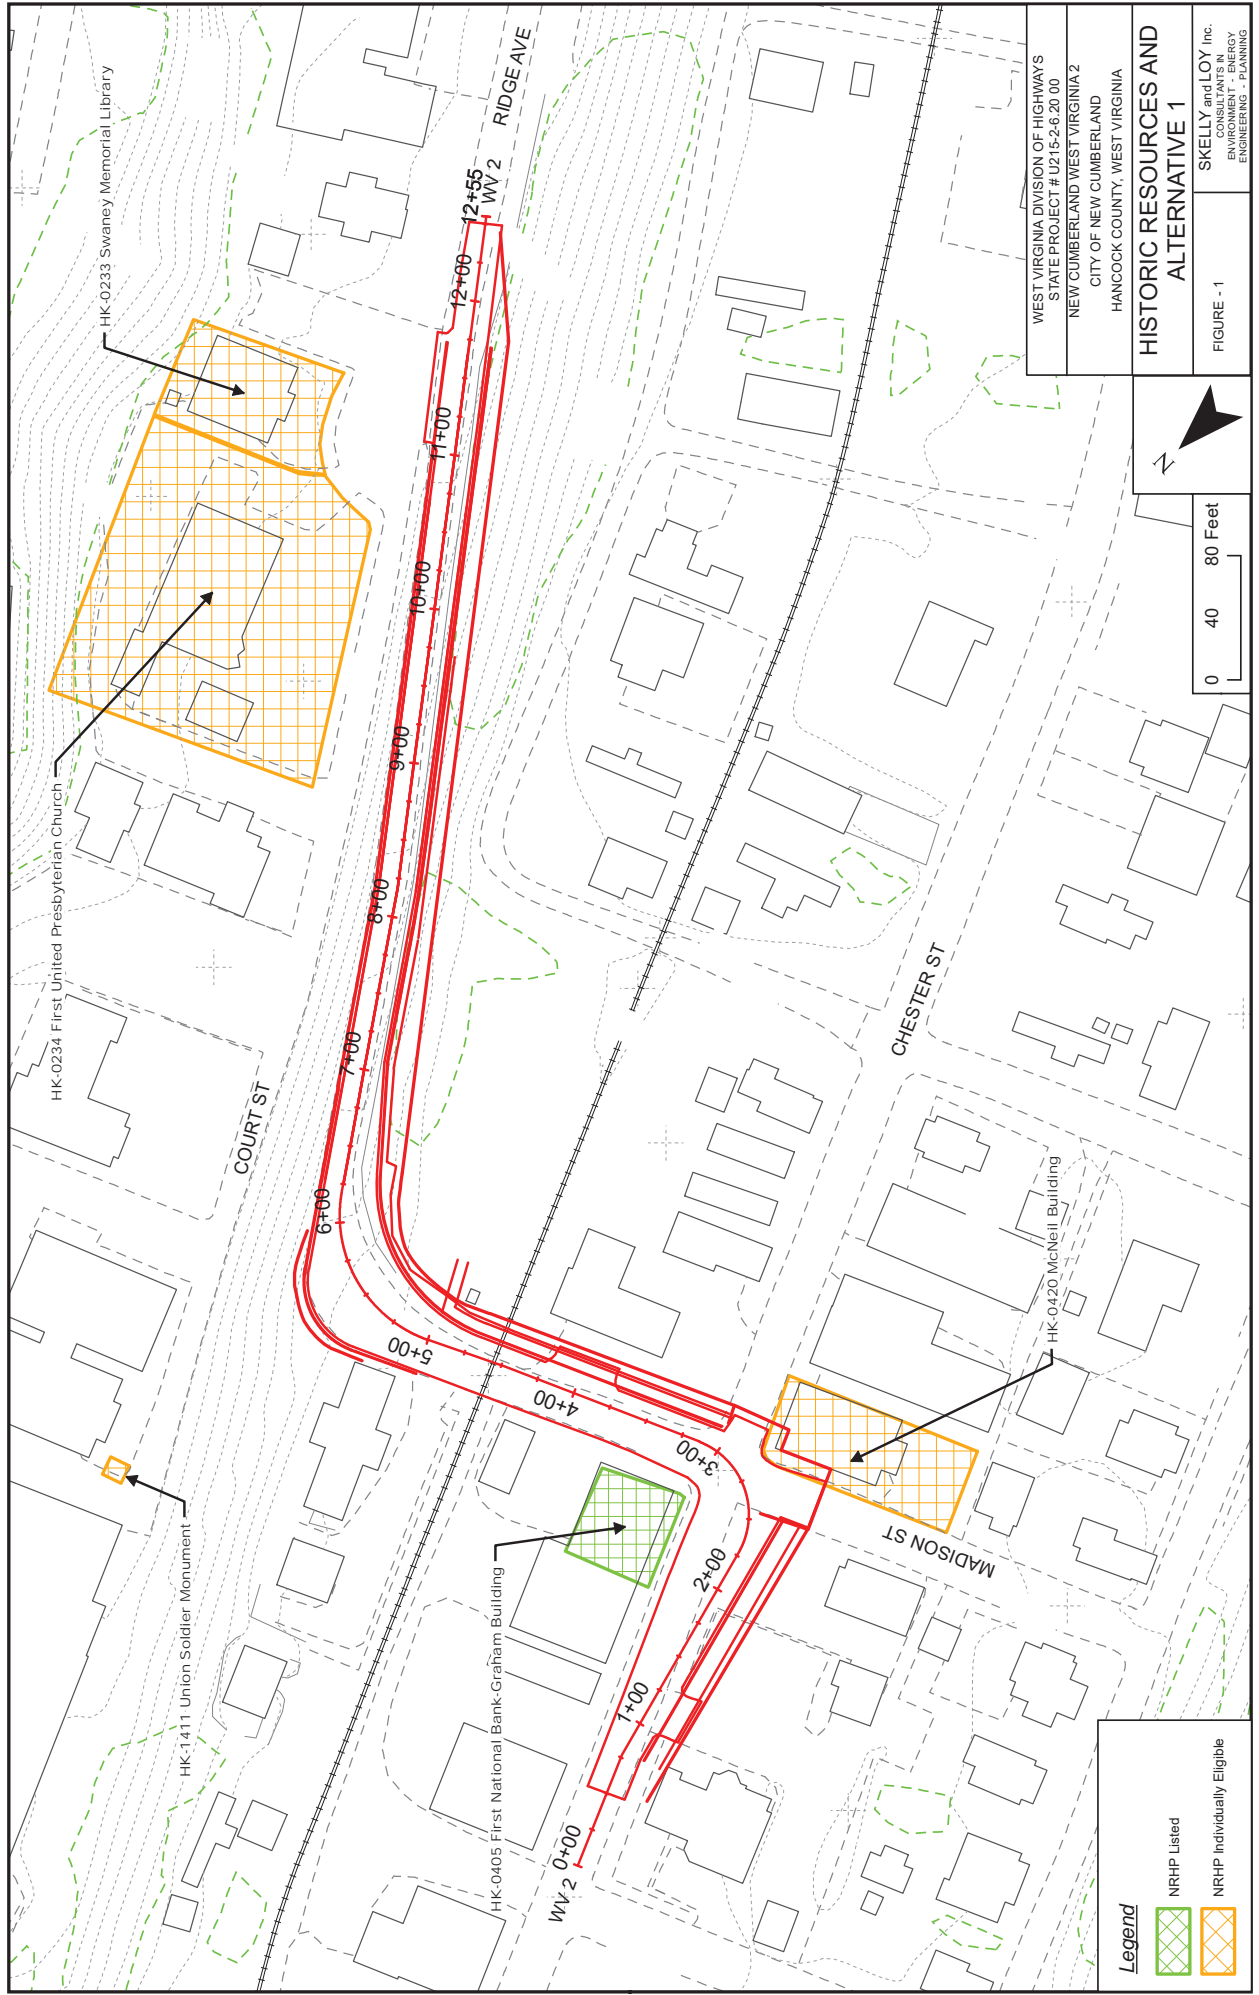 HK-0233 Swaney Memorial Library
HK-0234 First United Presbyterian Church
HK-1411 Union Soldier Monument
HK-0405 First National Bank-Graham Building
HK-0420 McNeil Building
RIDGE AVE
WV 2
COURT ST
CHESTER ST
MADISON ST
WV 2
0+00
1+00
2+00
3+00
4+00
5+00
6+00
7+00
8+00
9+00
10+00
11+00
12+00
12+55
Legend
NRHP Listed
NRHP Individually Eligible
0 40 80 Feet
N
WEST VIRGINIA DIVISION OF HIGHWAYS
STATE PROJECT # U215-2-6.20 00
NEW CUMBERLAND WEST VIRGINIA 2
CITY OF NEW CUMBERLAND
HANCOCK COUNTY, WEST VIRGINIA
HISTORIC RESOURCES AND
ALTERNATIVE 1
FIGURE - 1
SKELLY and LOY Inc.
CONSULTANTS IN
ENVIRONMENT - ENERGY
ENGINEERING - PLANNING